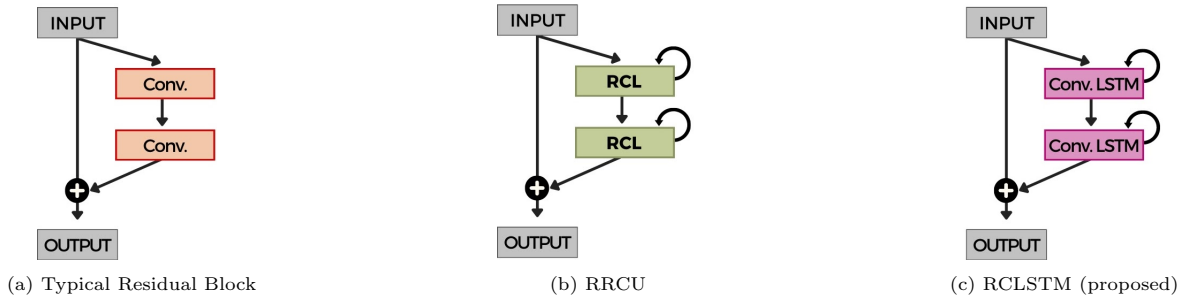 INPUT
Conv.
Conv.
+
OUTPUT
(a) Typical Residual Block
INPUT
RCL
RCL
+
OUTPUT
(b) RRCU
INPUT
Conv. LSTM
Conv. LSTM
+
OUTPUT
(c) RCLSTM (proposed)